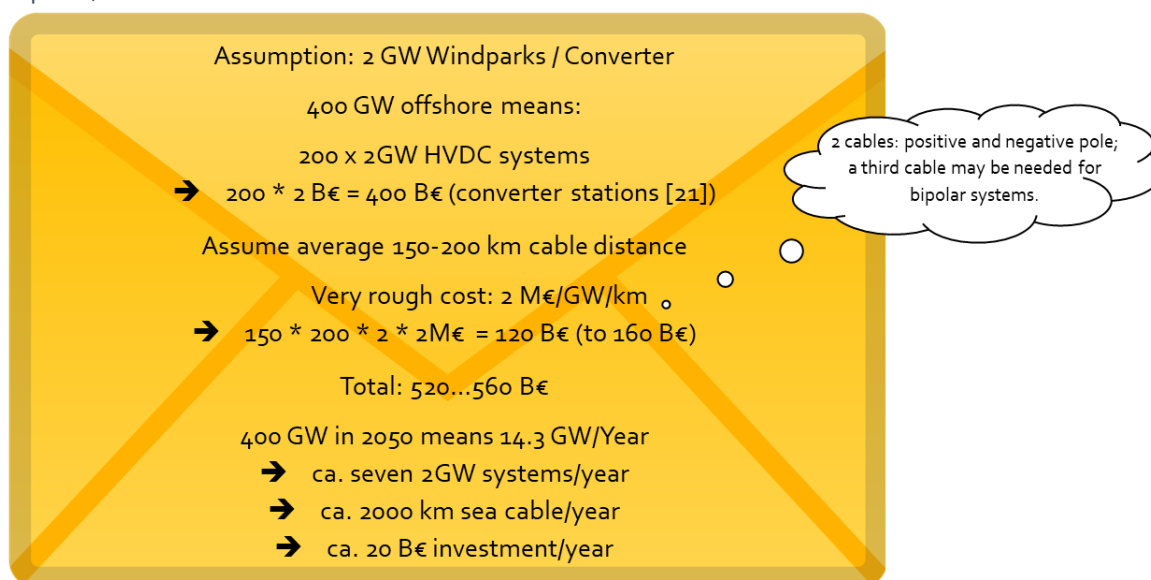 Assumption: 2 GW Windparks / Converter
400 GW offshore means:
200 x 2GW HVDC systems
➔ 200 * 2 B€ = 400 B€ (converter stations [21])
Assume average 150-200 km cable distance
Very rough cost: 2 M€/GW/km
➔ 150 * 200 * 2 * 2M€ = 120 B€ (to 160 B€)
Total: 520...560 B€
400 GW in 2050 means 14.3 GW/Year
➔ ca. seven 2GW systems/year
➔ ca. 2000 km sea cable/year
➔ ca. 20 B€ investment/year
2 cables: positive and negative pole;
a third cable may be needed for
bipolar systems.